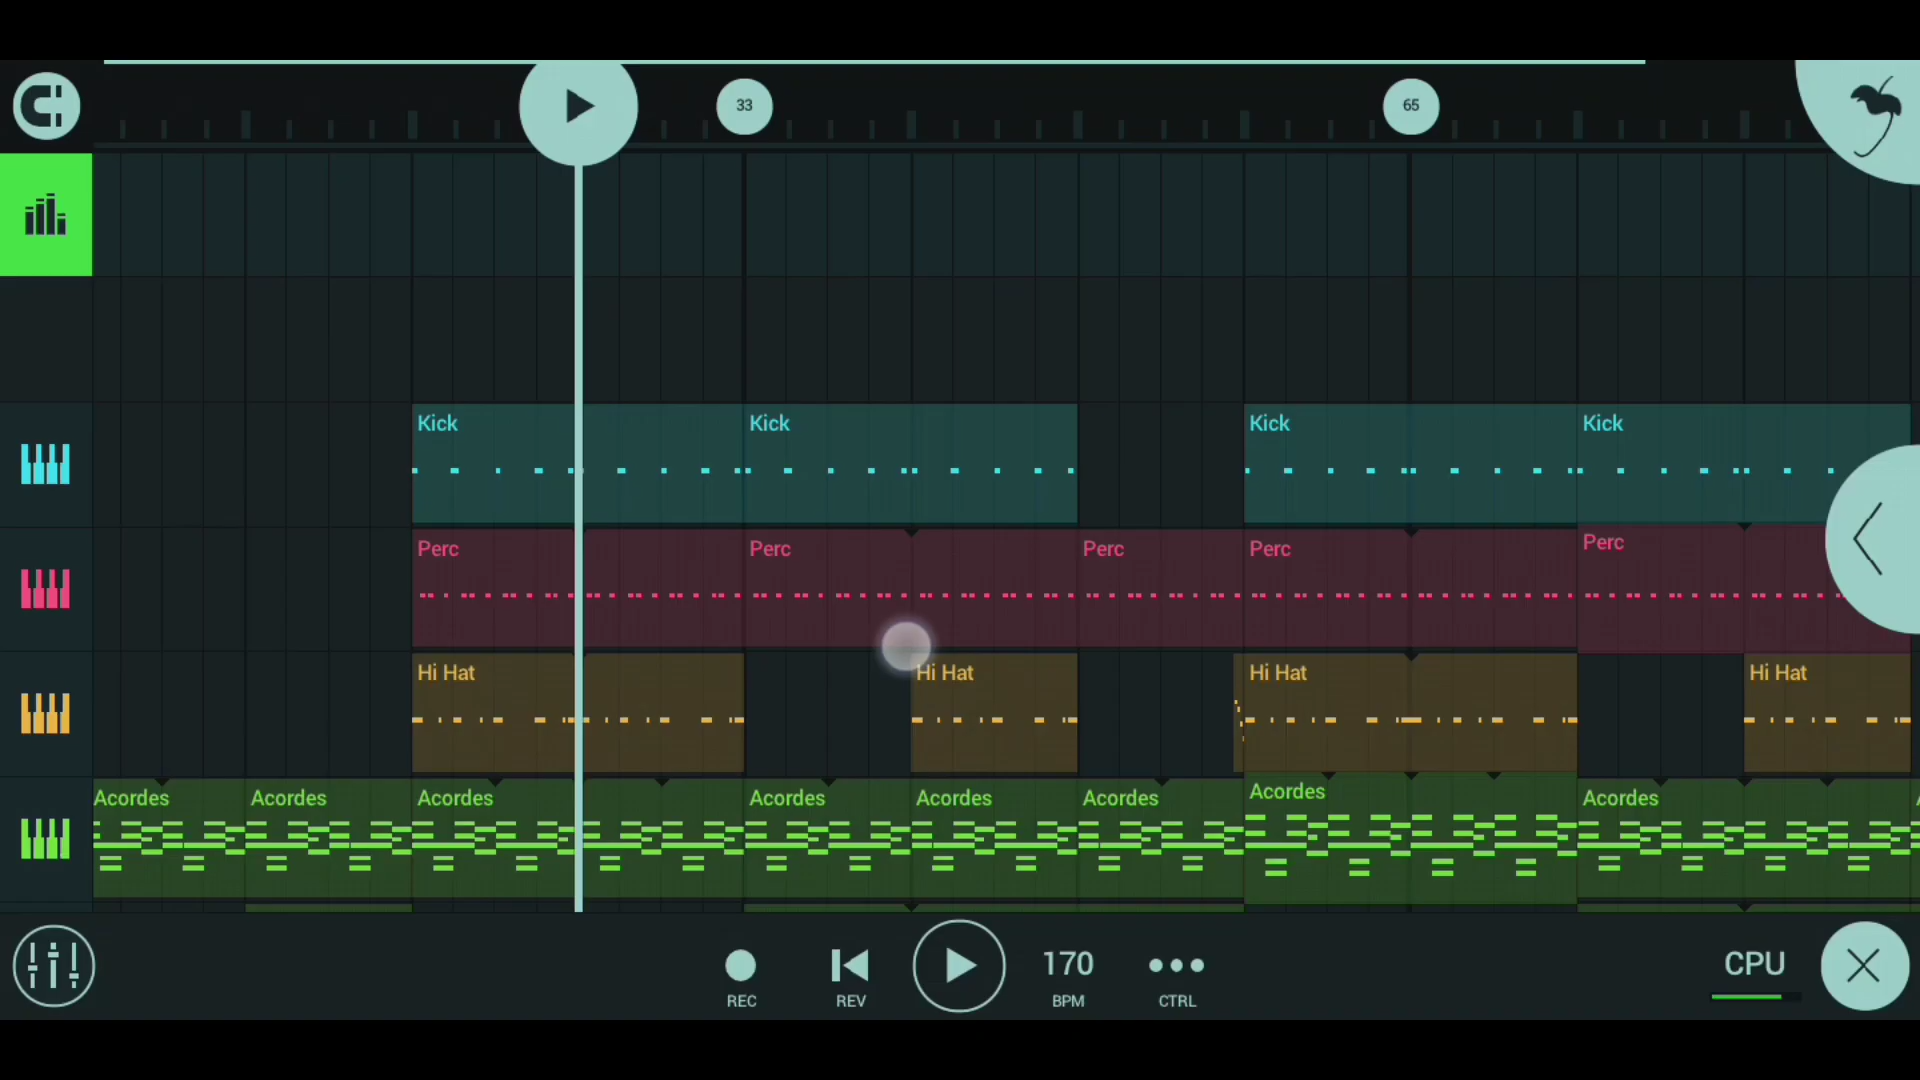 33
65
Kick
Kick
Kick
Kick
Perc
Perc
Perc
Perc
Perc
Hi Hat
Hi Hat
Hi Hat
Hi Hat
Acordes
Acordes
Acordes
Acordes
Acordes
Acordes
Acordes
Acordes
170
CPU
REC
REV
BPM
CTRL